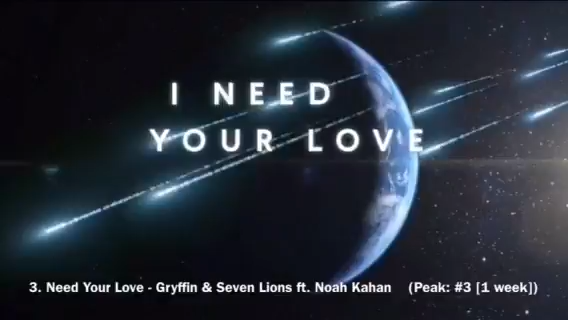 I NEED
YOUR LOVE
3. Need Your Love - Gryffin & Seven Lions ft. Noah Kahan (Peak: #3 [1 week])